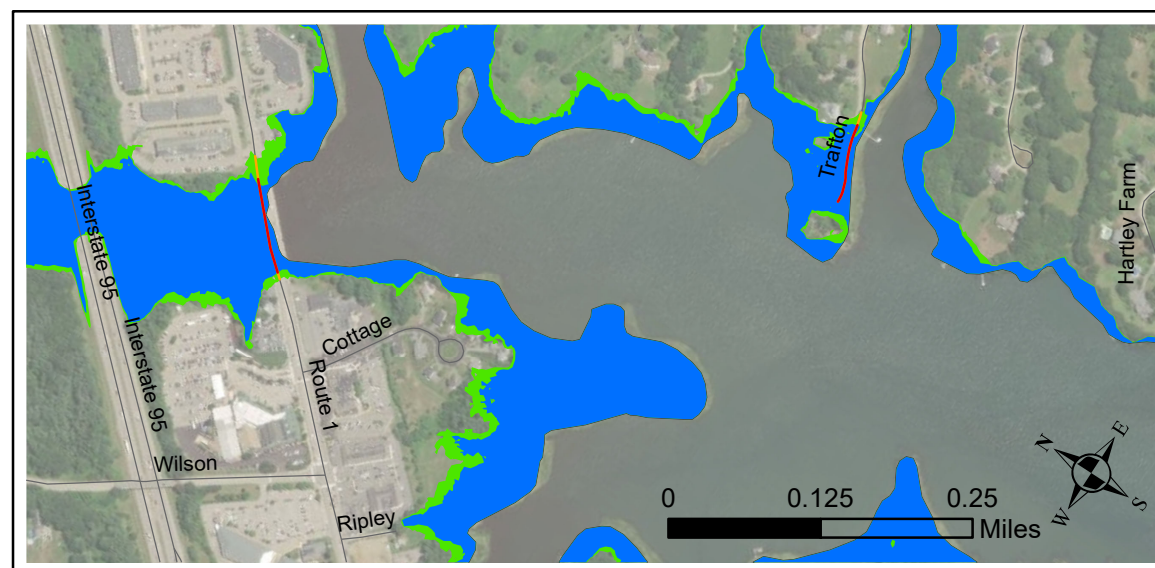 Trafton
Hartley Farm
Interstate 95
Interstate 95
Cottage
Route 1
Wilson
Ripley
N
E
W
S
0 0.125 0.25
Miles